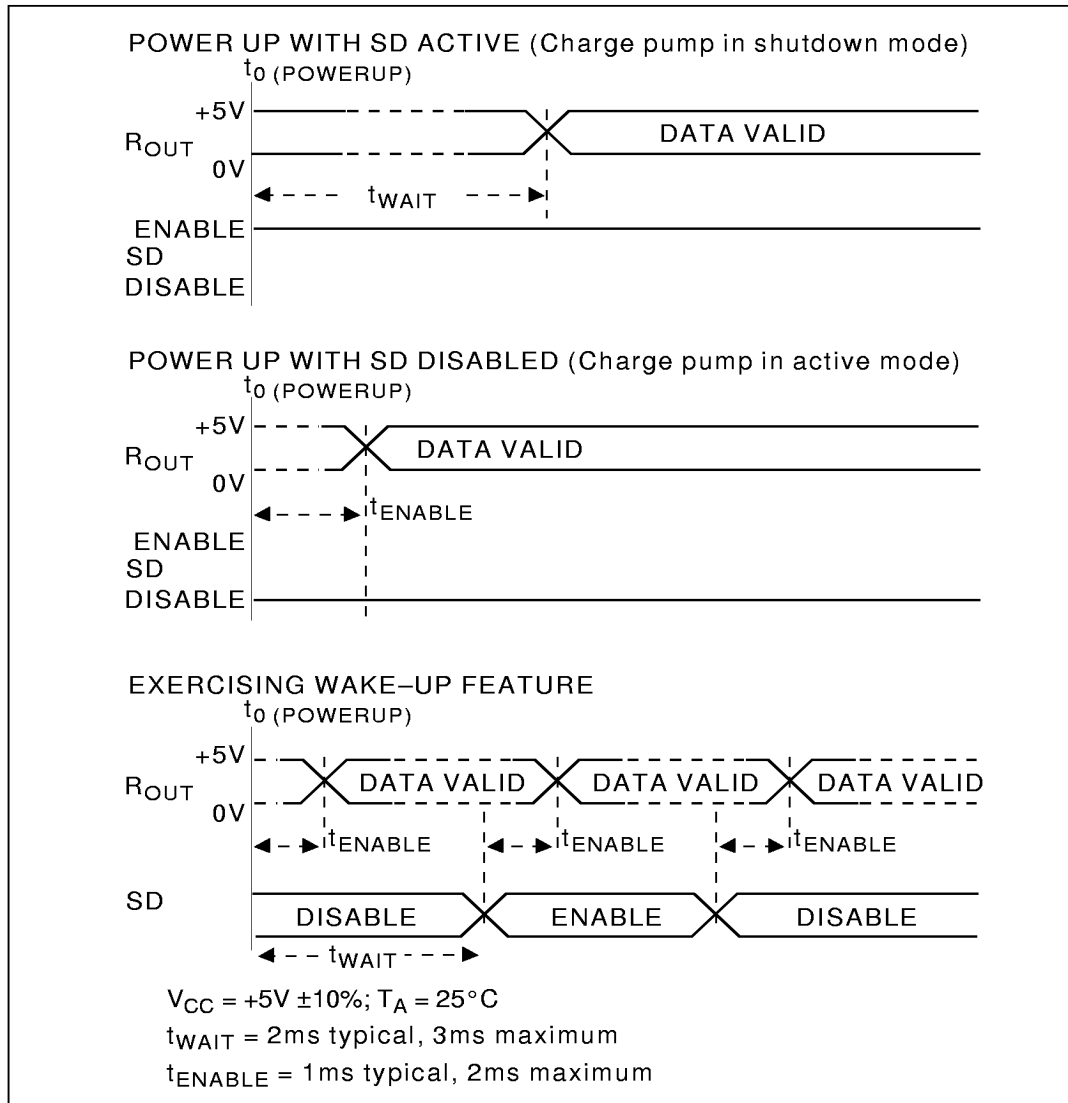 POWER UP WITH SD ACTIVE (Charge pump in shutdown mode)
t0 (POWERUP)
+5V
ROUT
DATA VALID
0V
tWAIT
ENABLE
SD
DISABLE
POWER UP WITH SD DISABLED (Charge pump in active mode)
t0 (POWERUP)
+5V
ROUT
DATA VALID
0V
tENABLE
ENABLE
SD
DISABLE
EXERCISING WAKE–UP FEATURE
t0 (POWERUP)
+5V
ROUT
DATA VALID DATA VALID DATA VALID
0V
tENABLE tENABLE tENABLE
SD
DISABLE ENABLE DISABLE
tWAIT
VCC = +5V ±10%; TA = 25°C
tWAIT = 2ms typical, 3ms maximum
tENABLE = 1ms typical, 2ms maximum